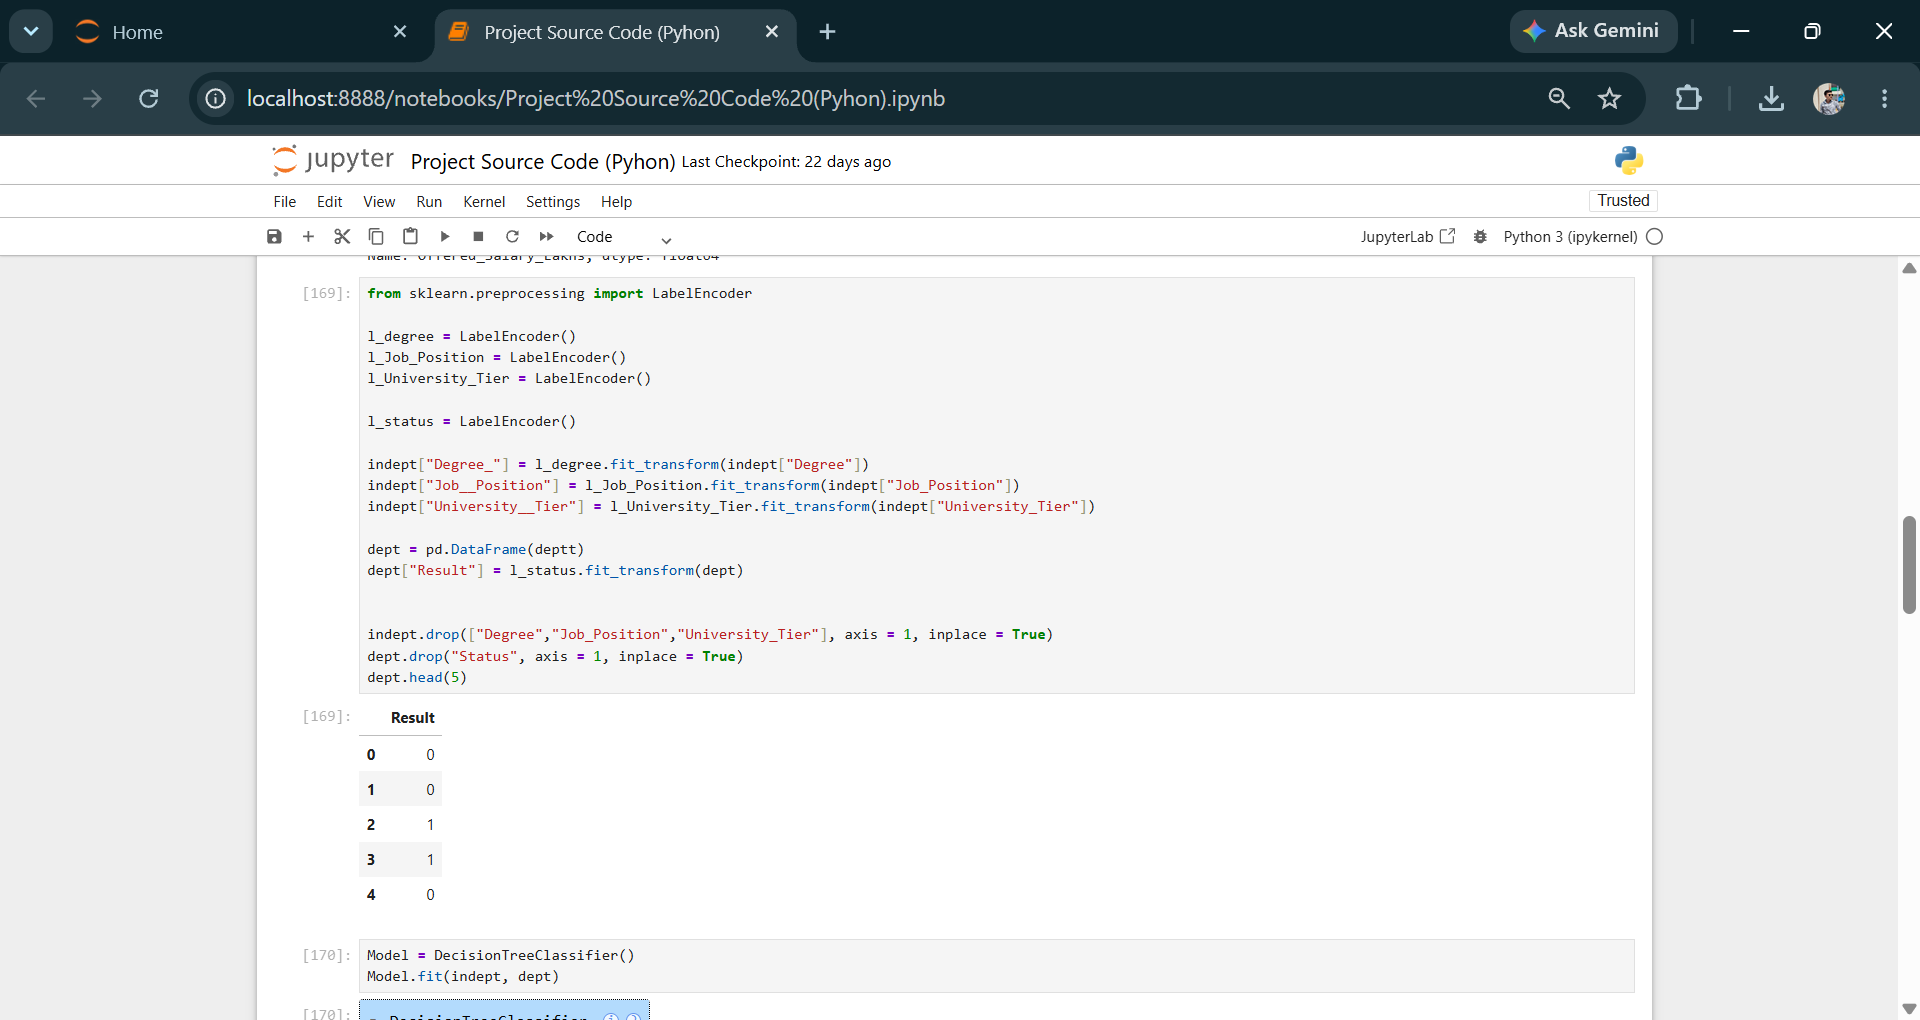 Home
Project Source Code (Pyhon)
Ask Gemini
localhost:8888/notebooks/Project%20Source%20Code%20(Pyhon).ipynb
jupyter Project Source Code (Pyhon) Last Checkpoint: 22 days ago
File Edit View Run Kernel Settings Help
Trusted
Code
JupyterLab
Python 3 (ipykernel)
Name: Offered_Salary_Lakhs, dtype: float64
[169]:
from sklearn.preprocessing import LabelEncoder
l_degree = LabelEncoder()
l_Job_Position = LabelEncoder()
l_University_Tier = LabelEncoder()
l_status = LabelEncoder()
indept["Degree_"] = l_degree.fit_transform(indept["Degree"])
indept["Job__Position"] = l_Job_Position.fit_transform(indept["Job_Position"])
indept["University__Tier"] = l_University_Tier.fit_transform(indept["University_Tier"])
dept = pd.DataFrame(deptt)
dept["Result"] = l_status.fit_transform(dept)
indept.drop(["Degree","Job_Position","University_Tier"], axis = 1, inplace = True)
dept.drop("Status", axis = 1, inplace = True)
dept.head(5)
[169]:
Result
0 0
1 0
2 1
3 1
4 0
[170]:
Model = DecisionTreeClassifier()
Model.fit(indept, dept)
[170]:
DecisionTreeClassifier